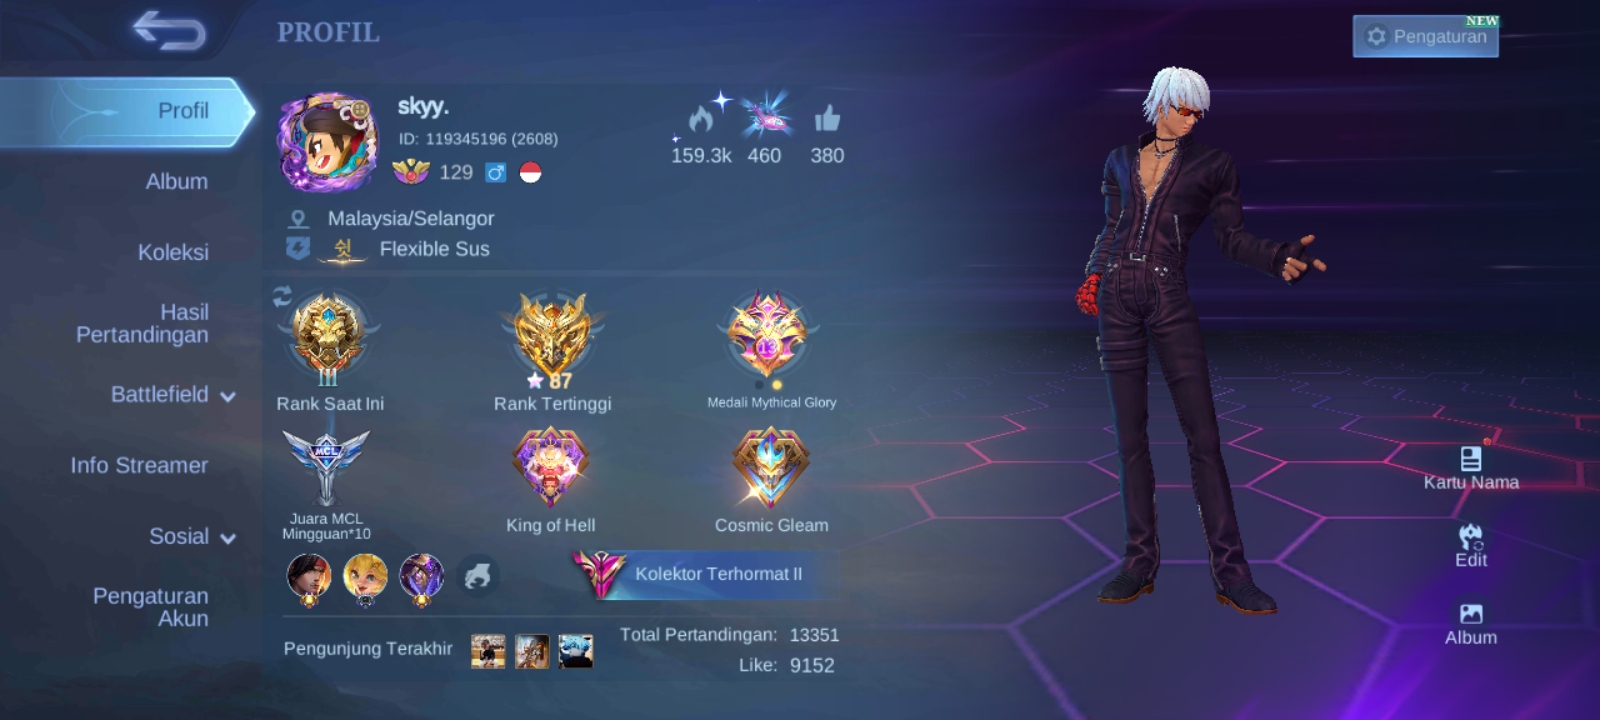 PROFIL
NEW
Pengaturan
Profil
Album
Koleksi
Hasil
Pertandingan
Battlefield
Info Streamer
Sosial
Pengaturan
Akun
skyy.
ID: 119345196 (2608)
129
159.3k
460
380
Malaysia/Selangor
쉿 Flexible Sus
III
Rank Saat Ini
87
Rank Tertinggi
13
Medali Mythical Glory
MCL
Juara MCL
Mingguan*10
King of Hell
Cosmic Gleam
Kolektor Terhormat II
Pengunjung Terakhir
Total Pertandingan: 13351
Like: 9152
Kartu Nama
Edit
Album